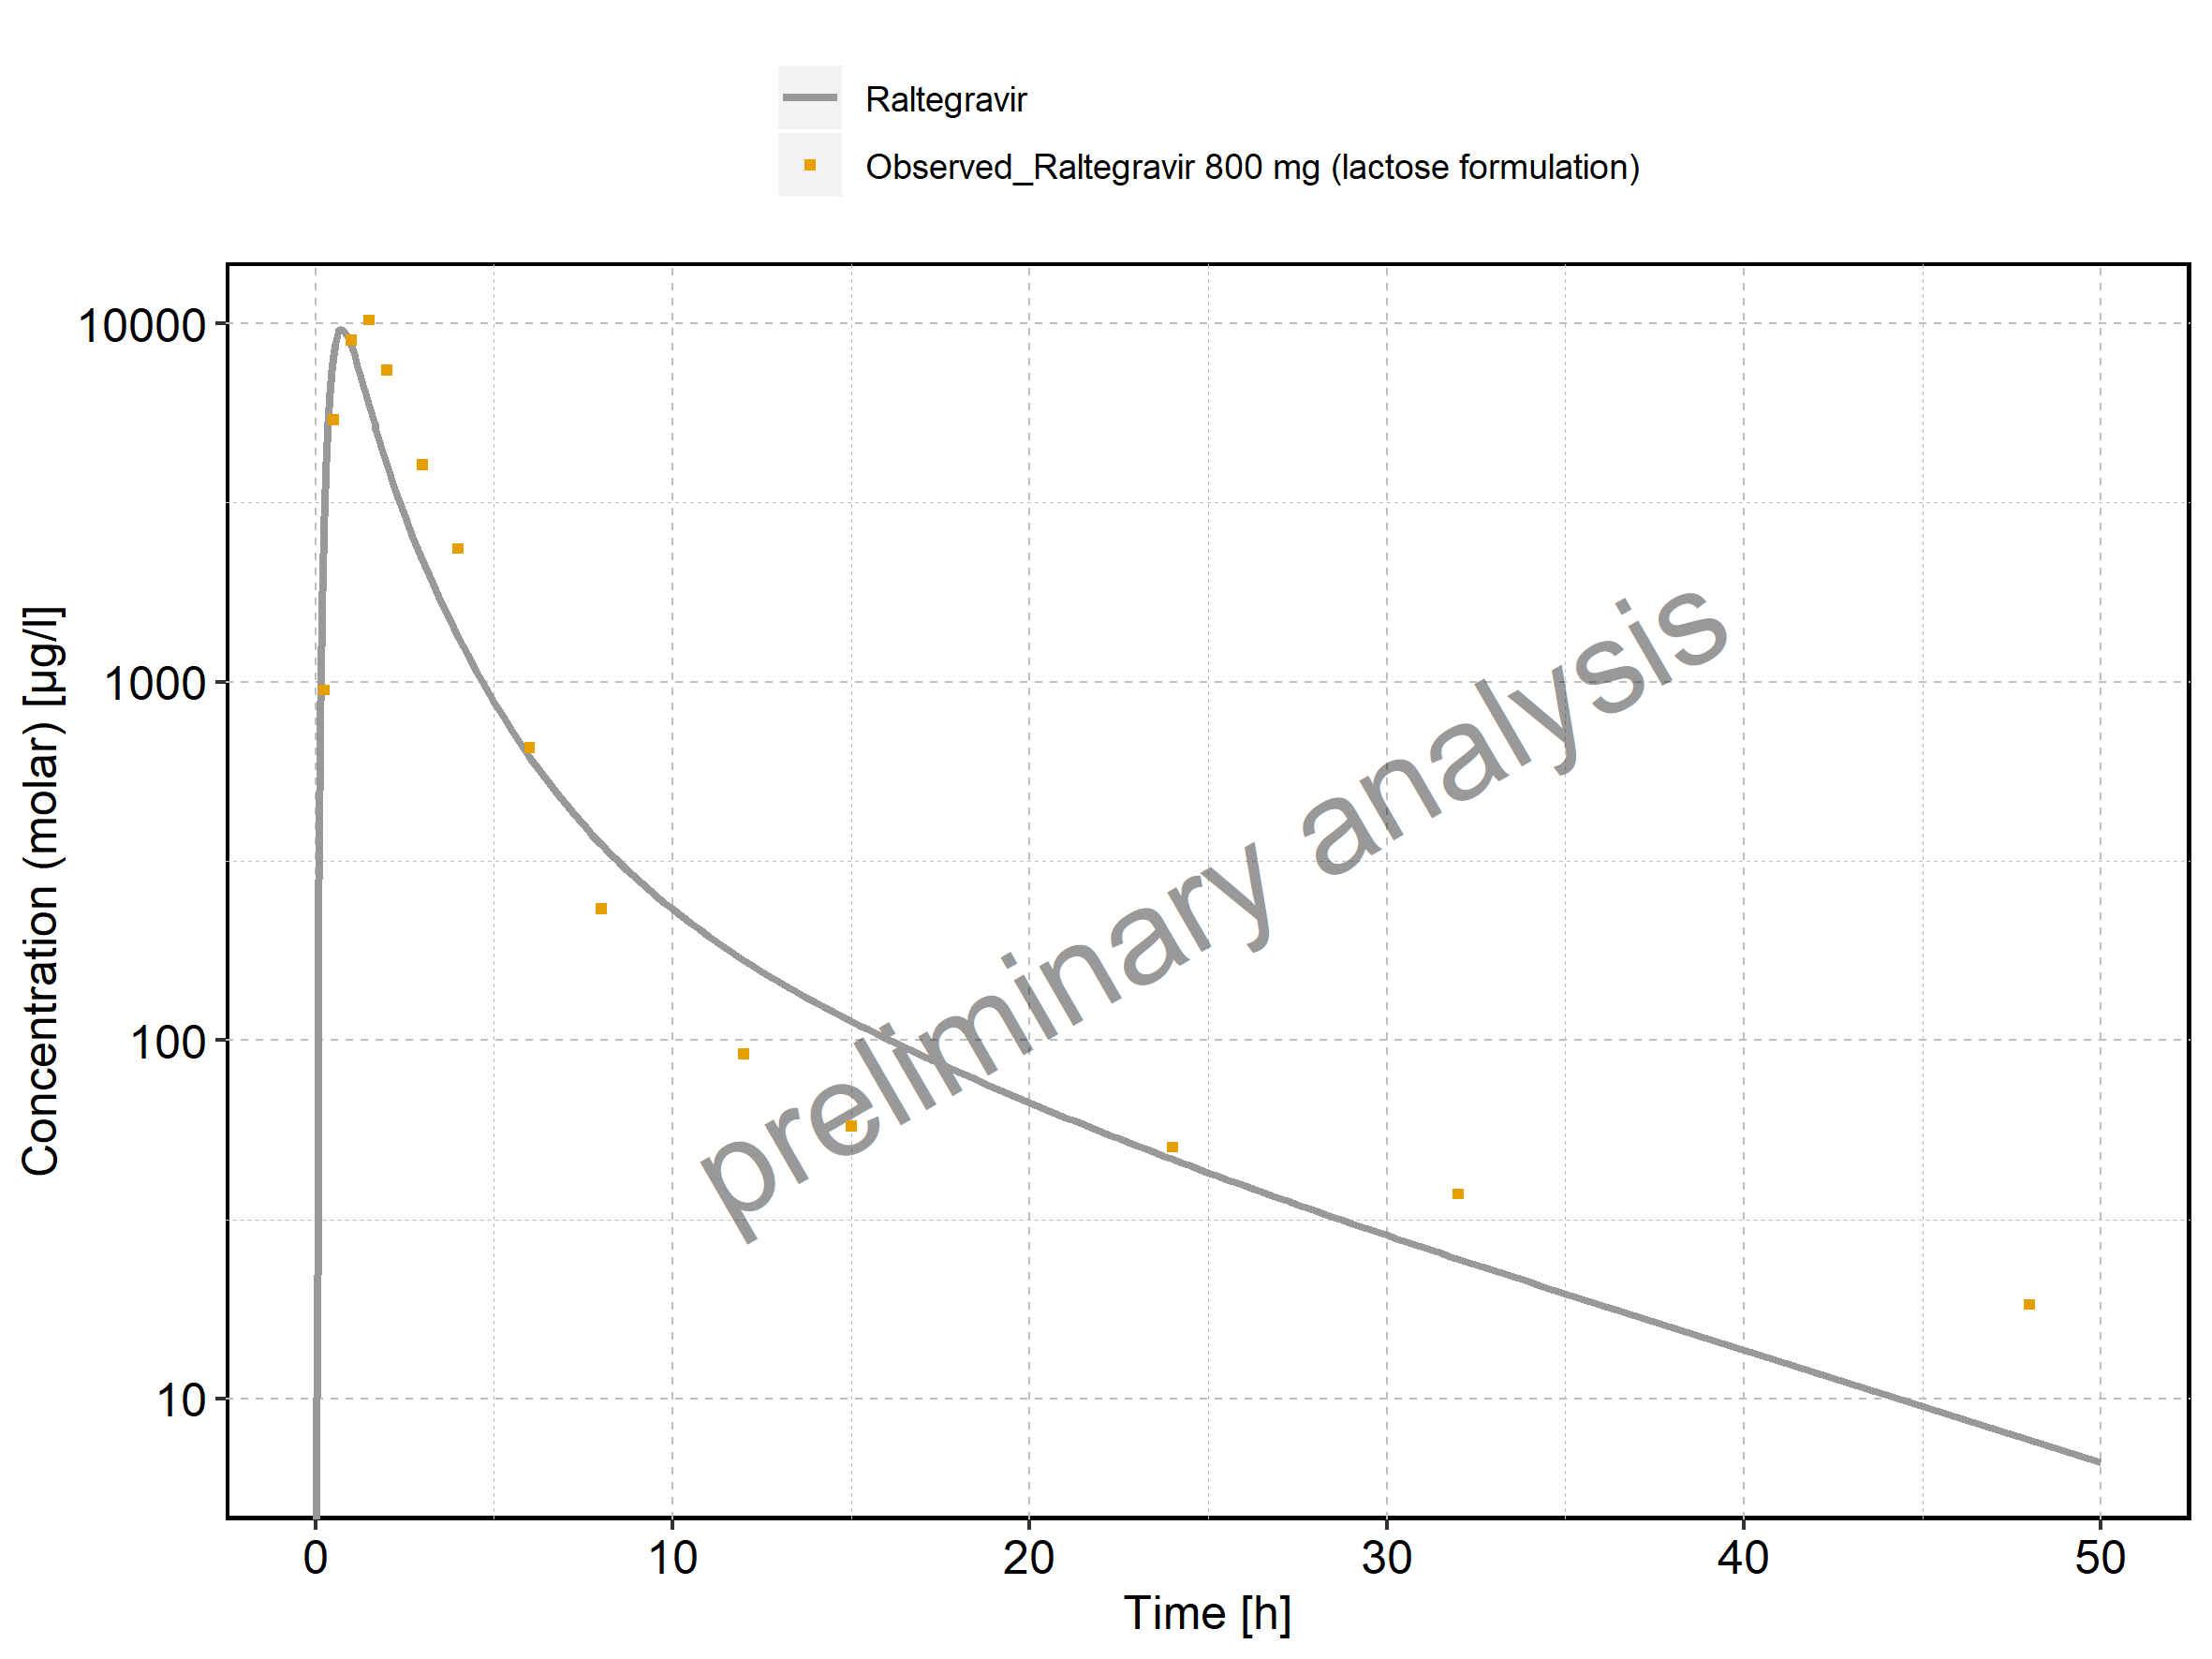 Raltegravir
Observed_Raltegravir 800 mg (lactose formulation)
10000
1000
100
10
Concentration (molar) [µg/l]
preliminary analysis
0 10 20 30 40 50
Time [h]